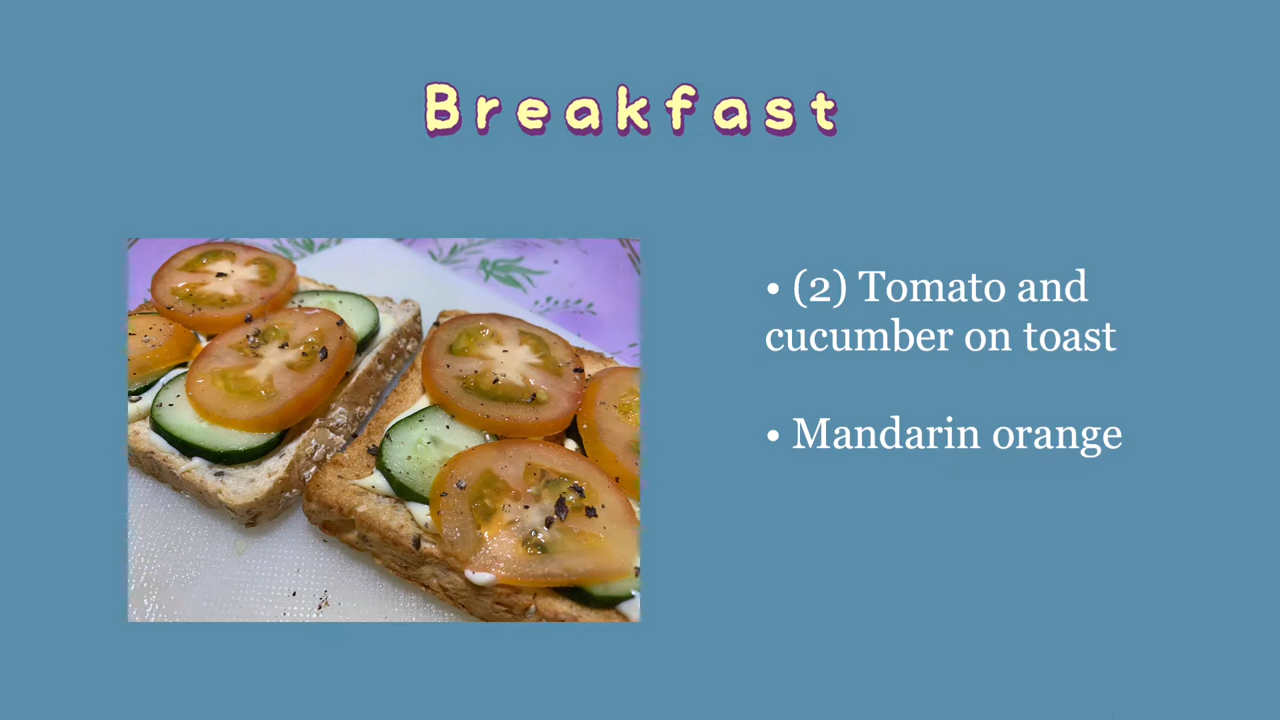 Breakfast
• (2) Tomato and
cucumber on toast
• Mandarin orange